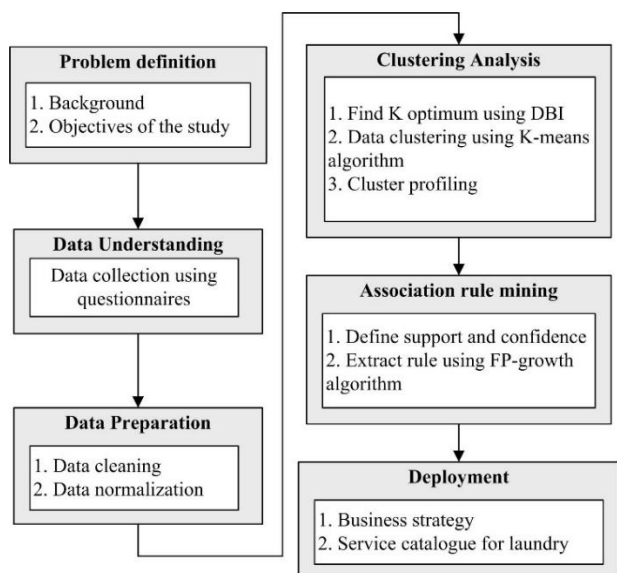 Problem definition
1. Background
2. Objectives of the study
Data Understanding
Data collection using
questionnaires
Data Preparation
1. Data cleaning
2. Data normalization
Clustering Analysis
1. Find K optimum using DBI
2. Data clustering using K-means
algorithm
3. Cluster profiling
Association rule mining
1. Define support and confidence
2. Extract rule using FP-growth
algorithm
Deployment
1. Business strategy
2. Service catalogue for laundry